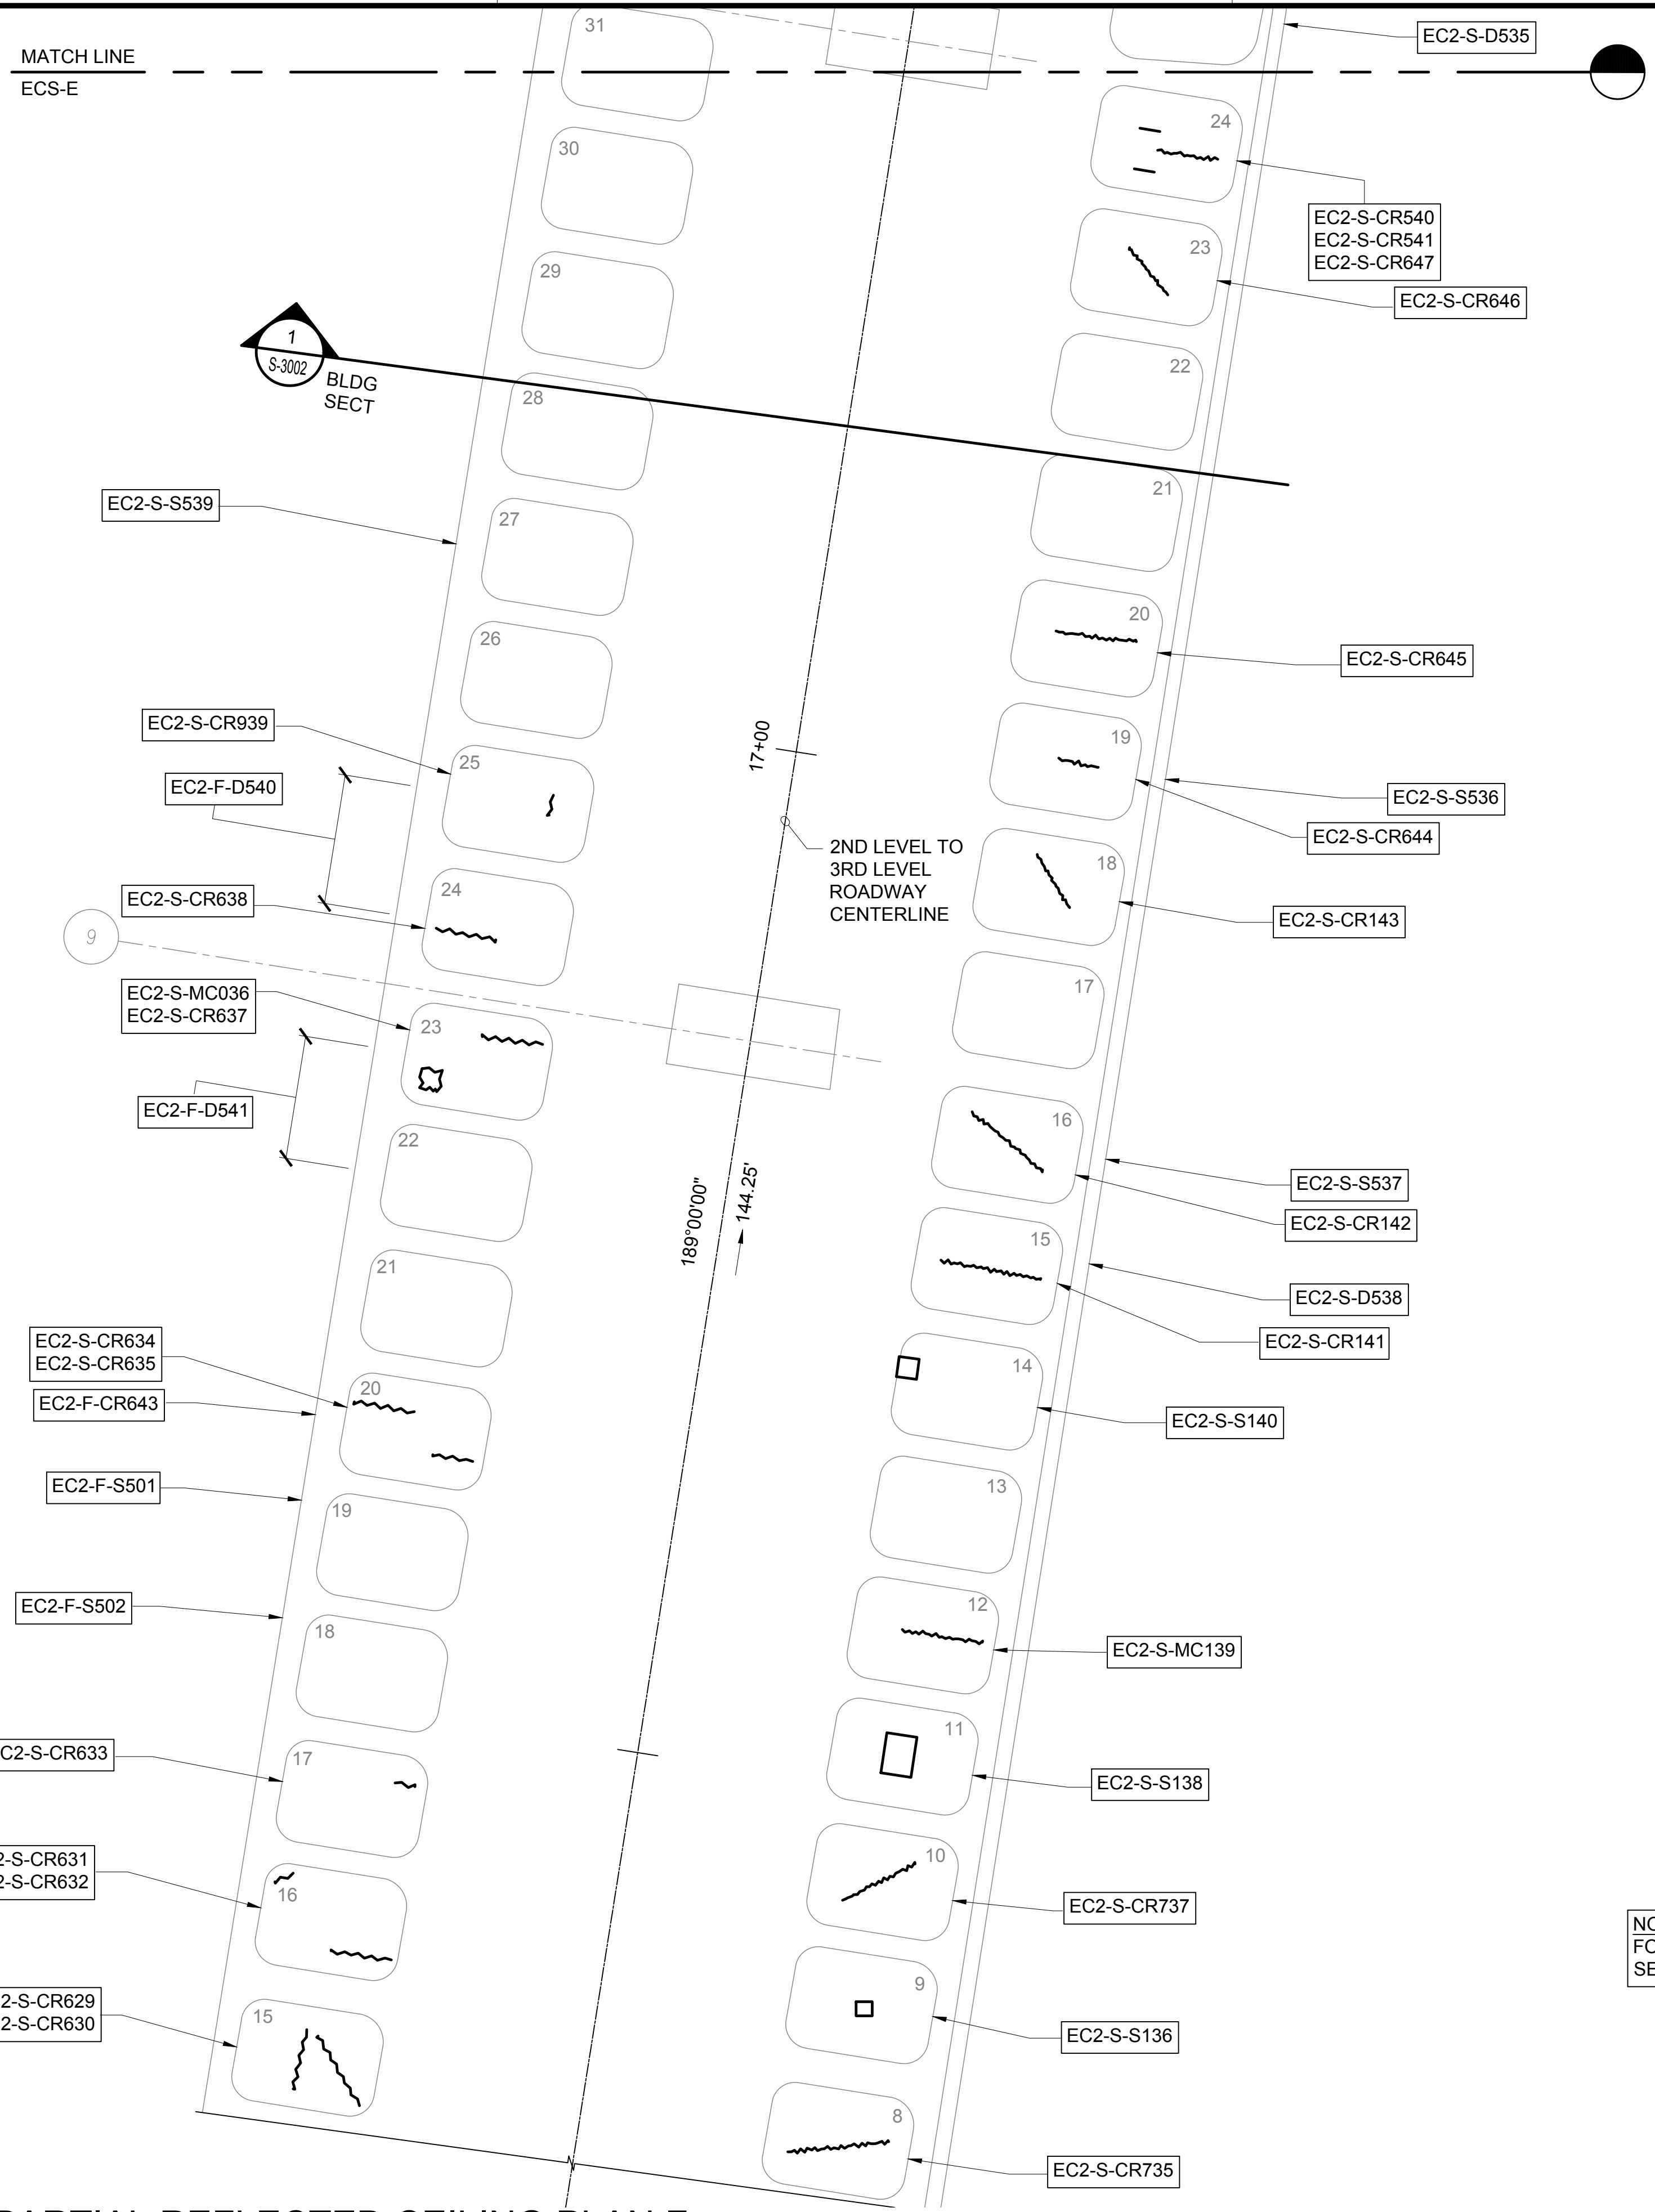 MATCH LINE
ECS-E
31
EC2-S-D535
30
24
EC2-S-CR540
EC2-S-CR541
EC2-S-CR647
29
23
EC2-S-CR646
1
S-3002
BLDG
SECT
28
22
EC2-S-S539
27
21
26
20
EC2-S-CR645
EC2-S-CR939
25
17+00
19
EC2-F-D540
EC2-S-S536
EC2-S-CR644
2ND LEVEL TO
3RD LEVEL
ROADWAY
CENTERLINE
EC2-S-CR638
24
18
EC2-S-CR143
9
EC2-S-MC036
EC2-S-CR637
23
17
EC2-F-D541
22
16
EC2-S-S537
EC2-S-CR142
189°00'00"
144.25'
21
15
EC2-S-D538
EC2-S-CR141
EC2-S-CR634
EC2-S-CR635
20
14
EC2-F-CR643
EC2-S-S140
EC2-F-S501
19
13
EC2-F-S502
18
12
EC2-S-MC139
C2-S-CR633
17
11
EC2-S-S138
2-S-CR631
2-S-CR632
16
10
EC2-S-CR737
NO
FO
SE
2-S-CR629
2-S-CR630
15
9
EC2-S-S136
8
EC2-S-CR735